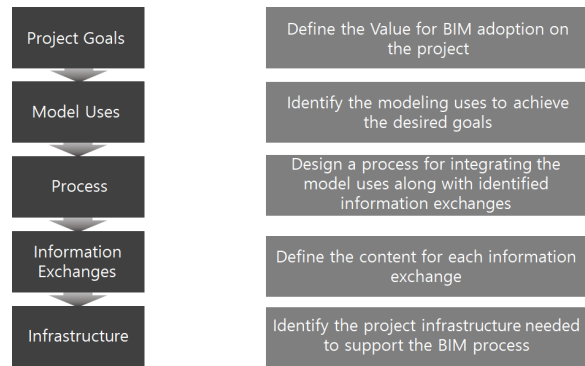 Project Goals
Define the Value for BIM adoption on
the project
Model Uses
Identify the modeling uses to achieve
the desired goals
Process
Design a process for integrating the
model uses along with identified
information exchanges
Information
Exchanges
Define the content for each information
exchange
Infrastructure
Identify the project infrastructure needed
to support the BIM process